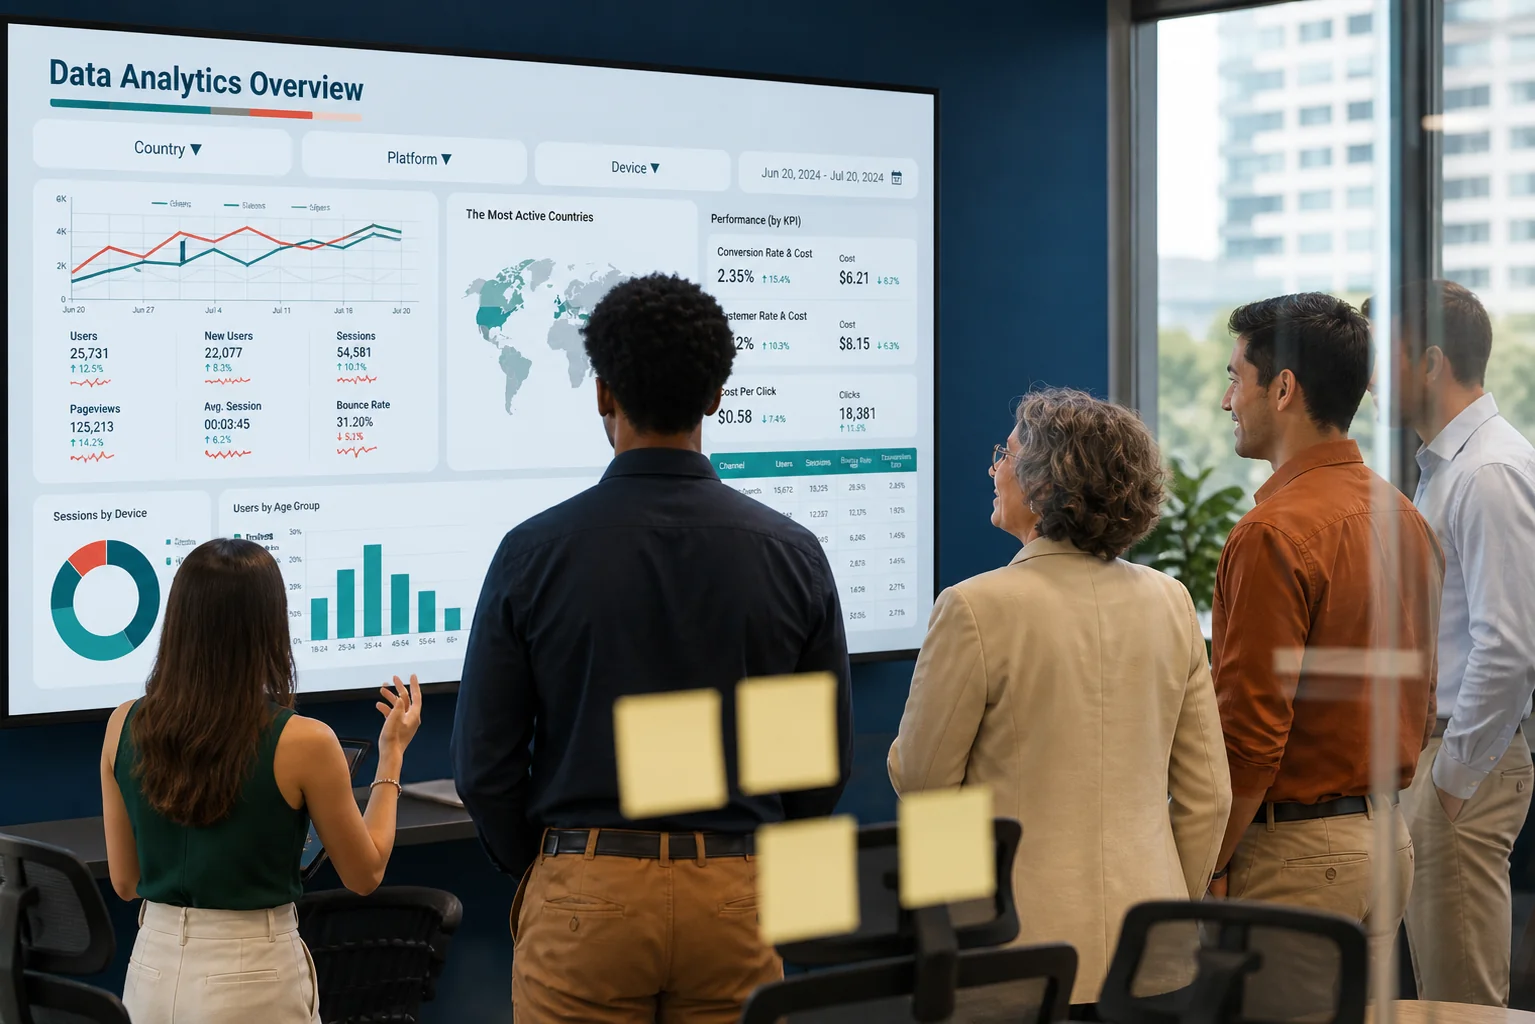 Data Analytics Overview
Country ▼
Platform ▼
Device ▼
Jun 20, 2024 - Jul 20, 2024
6K
4K
2K
0
Jun 20
Jun 27
Jul 4
Jul 11
Jul 20
Users
25,731
↑ 12.5%
New Users
22,077
↑ 8.3%
Sessions
54,581
↑ 10.1%
Pageviews
125,213
↑ 14.2%
Avg. Session
00:03:45
↑ 6.2%
Bounce Rate
31.20%
↓ 5.1%
The Most Active Countries
Performance (by KPI)
Conversion Rate & Cost
2.35% ↑ 15.4%
Cost
$6.21 ↓ 8.7%
Rate & Cost
↑ 10.3%
Cost
$8.15 ↓ 6.3%
Cost Per Click
$0.58 ↓ 7.4%
Clicks
18,381
Channel Users Sessions
15,672
Sessions by Device
Users by Age Group
30%
20%
0%
18-24 25-34 35-44 45-54 55-64